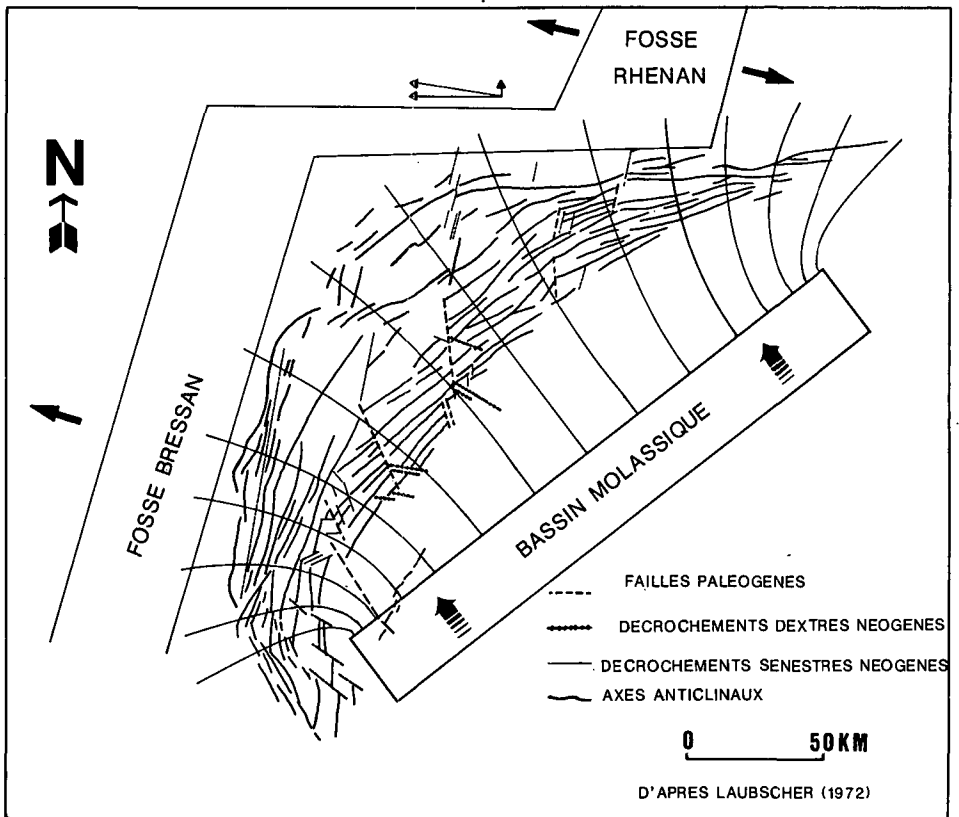 FOSSE
RHENAN
N
FOSSE BRESSAN
BASSIN MOLASSIQUE
FAILLES PALEOGENES
DECROCHEMENTS DEXTRES NEOGENES
DECROCHEMENTS SENESTRES NEOGENES
AXES ANTICLINAUX
0 50KM
D'APRES LAUBSCHER (1972)